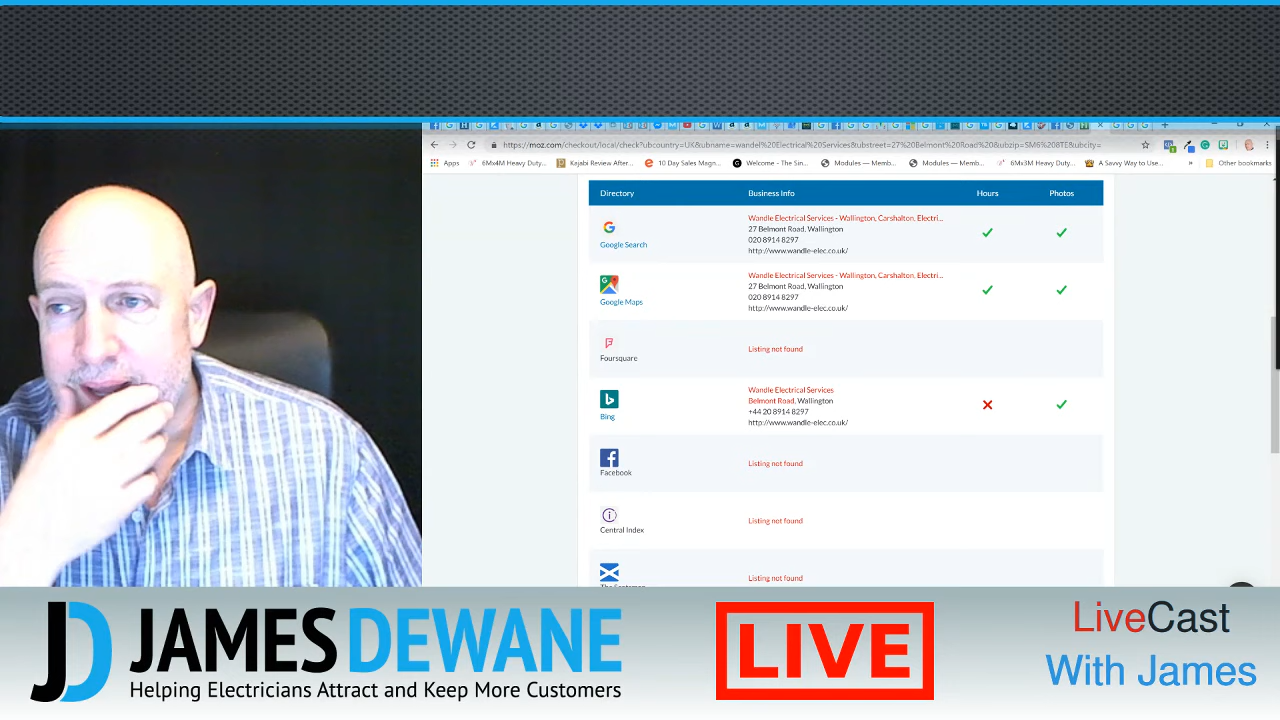 https://moz.com/checkout/local/check?ubcountry=UK&ubname=wandel%20Electrical%20Services&ubstreet=27%20Belmont%20Road%20&ubzip=SM6%208TE&ubcity=
Apps 6Mx4M Heavy Duty... Kajabi Review After... 10 Day Sales Magn... Welcome - The Sin... Modules — Memb... Modules — Memb... 6Mx3M Heavy Duty... A Savvy Way to Use... » Other bookmarks
Directory Business Info Hours Photos
Google Search
Wandle Electrical Services - Wallington, Carshalton, Electri...
27 Belmont Road, Wallington
020 8914 8297
http://www.wandle-elec.co.uk/
Google Maps
Wandle Electrical Services - Wallington, Carshalton, Electri...
27 Belmont Road, Wallington
020 8914 8297
http://www.wandle-elec.co.uk/
Foursquare
Listing not found
Bing
Wandle Electrical Services
Belmont Road, Wallington
+44 20 8914 8297
http://www.wandle-elec.co.uk/
Facebook
Listing not found
Central Index
Listing not found
Listing not found
JD JAMES DEWANE
Helping Electricians Attract and Keep More Customers
LIVE
LiveCast
With James